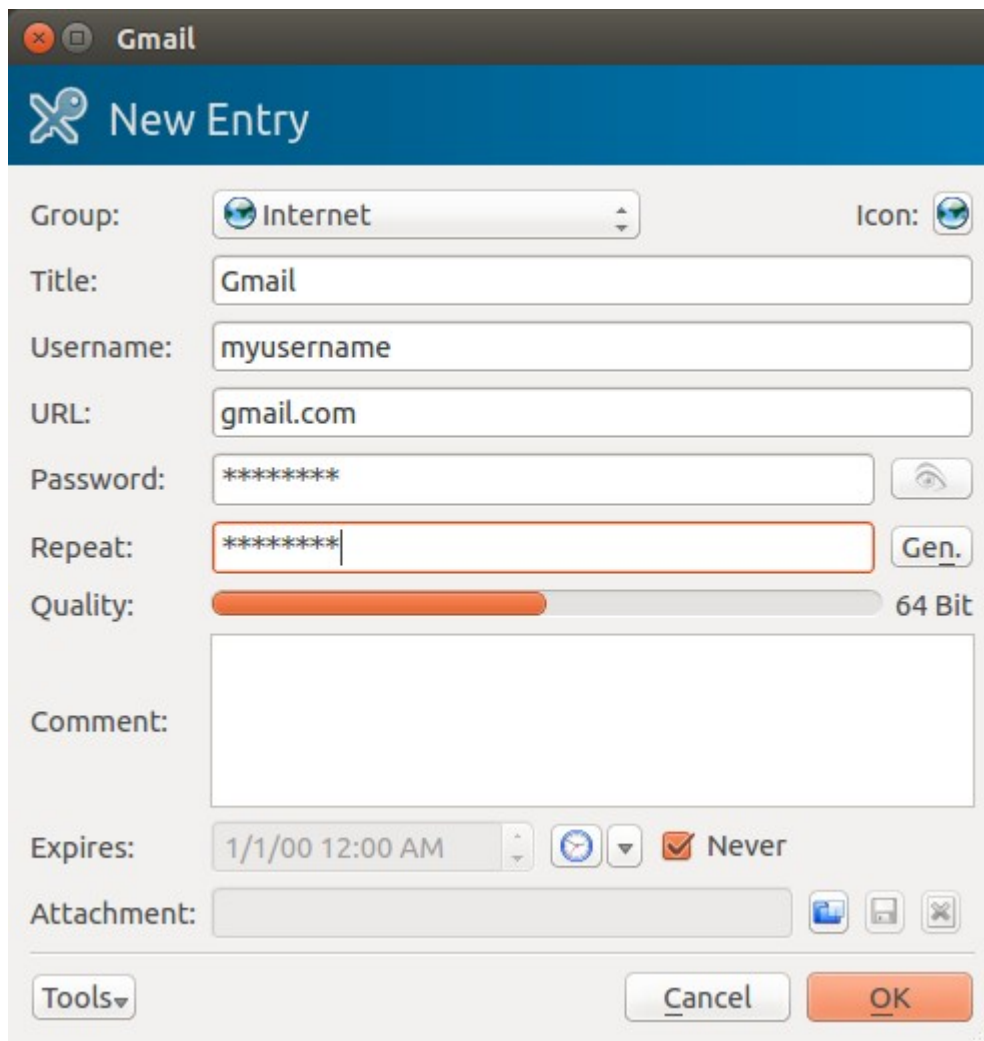 Gmail
New Entry
Group: Internet Icon:
Title: Gmail
Username: myusername
URL: gmail.com
Password: ********
Repeat: ******** Gen.
Quality: 64 Bit
Comment:
Expires: 1/1/00 12:00 AM Never
Attachment:
Tools Cancel OK